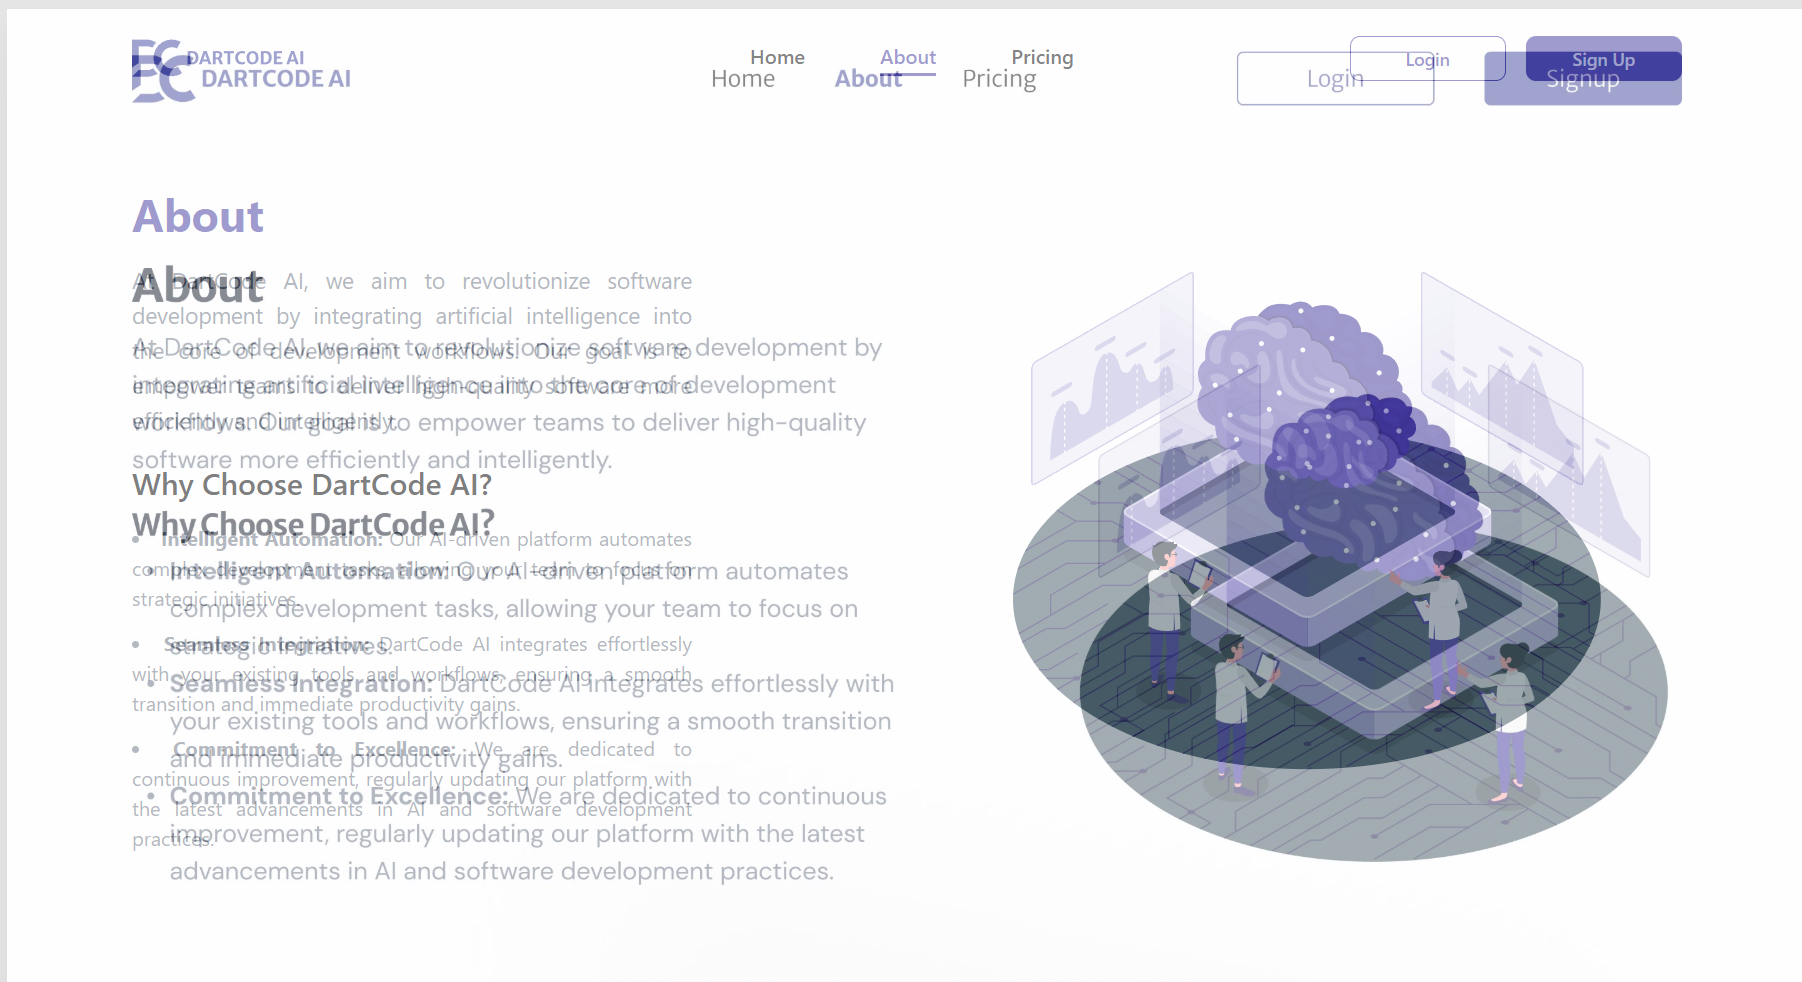 DARTCODE AI
DARTCODE AI
Home
About
Pricing
Login
Sign Up
Home
About
Pricing
Login
Signup
About
At DartCode AI, we aim to revolutionize software
development by integrating artificial intelligence into
the core of development workflows. Our goal is to
empower teams to deliver high-quality software more
efficiently and intelligently.
Why Choose DartCode AI?
• Intelligent Automation: Our AI-driven platform automates
complex development tasks, allowing your team to focus on
strategic initiatives.
• Seamless Integration: DartCode AI integrates effortlessly
with your existing tools and workflows, ensuring a smooth
transition and immediate productivity gains.
• Commitment to Excellence: We are dedicated to
continuous improvement, regularly updating our platform with
the latest advancements in AI and software development
practices.
About
At DartCode AI, we aim to revolutionize software development by
integrating artificial intelligence into the core of development
workflows. Our goal is to empower teams to deliver high-quality
software more efficiently and intelligently.
Why Choose DartCode AI?
• Intelligent Automation: Our AI-driven platform automates
complex development tasks, allowing your team to focus on
strategic initiatives.
• Seamless Integration: DartCode AI integrates effortlessly with
your existing tools and workflows, ensuring a smooth transition
and immediate productivity gains.
• Commitment to Excellence: We are dedicated to continuous
improvement, regularly updating our platform with the latest
advancements in AI and software development practices.